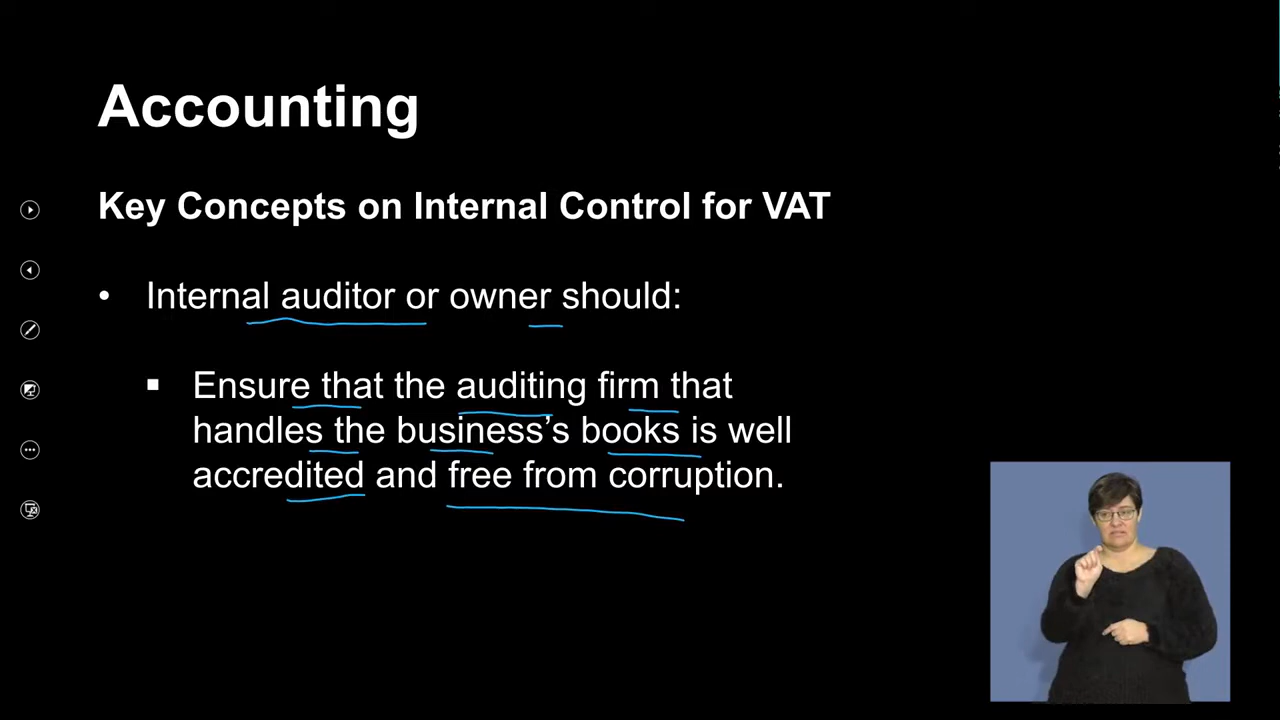 Accounting
Key Concepts on Internal Control for VAT
• Internal auditor or owner should:
▪ Ensure that the auditing firm that
handles the business’s books is well
accredited and free from corruption.